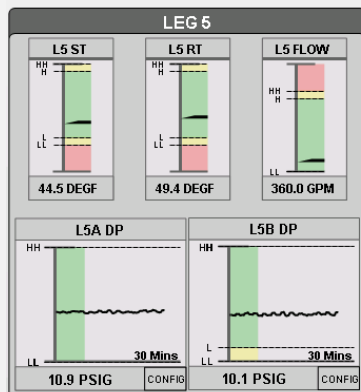 LEG 5
L5 ST
L5 RT
L5 FLOW
HH
H
HH
H
HH
H
L
LL
L
LL
LL
44.5 DEGF
49.4 DEGF
360.0 GPM
L5A DP
L5B DP
HH
HH
L
LL
30 Mins
LL
30 Mins
10.9 PSIG
CONFIG
10.1 PSIG
CONFIG